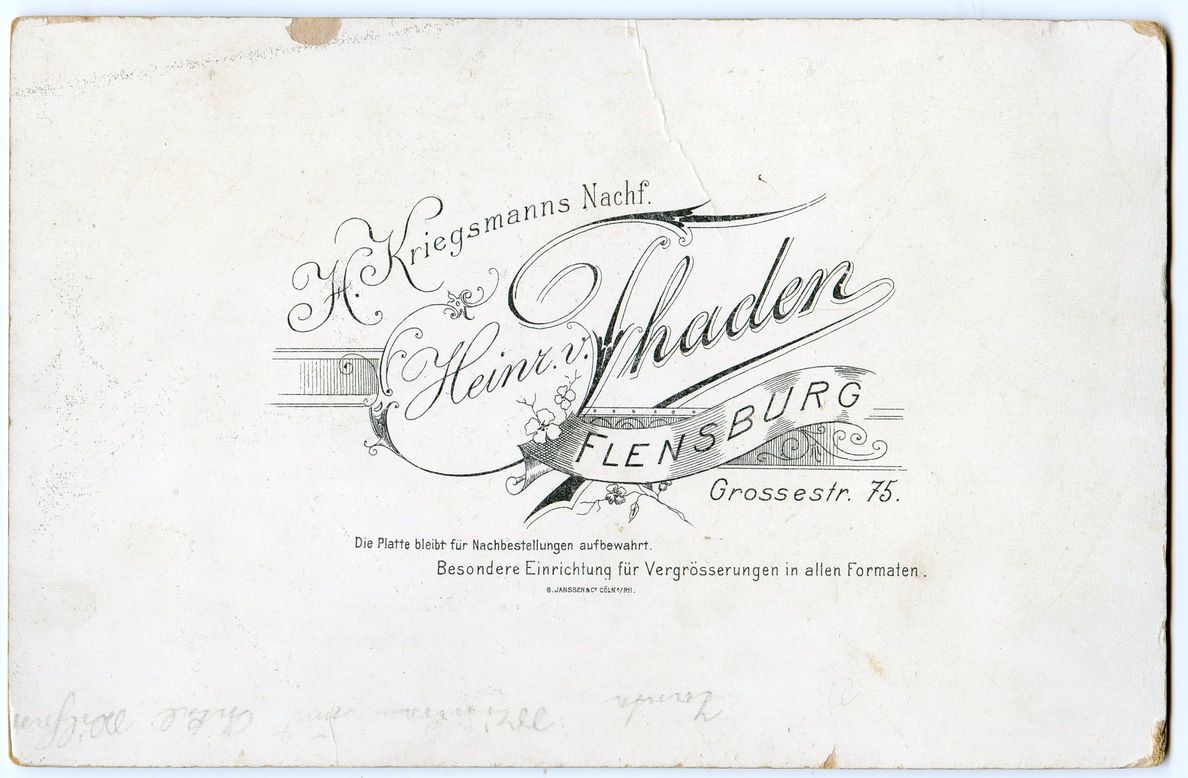 H. Kriegsmanns Nachf.
Heinr. v. Thaden
FLENSBURG
Grossestr. 75.
Die Platte bleibt für Nachbestellungen aufbewahrt.
Besondere Einrichtung für Vergrösserungen in allen Formaten.
G. JANSSEN & Cº CÖLN a/RH.